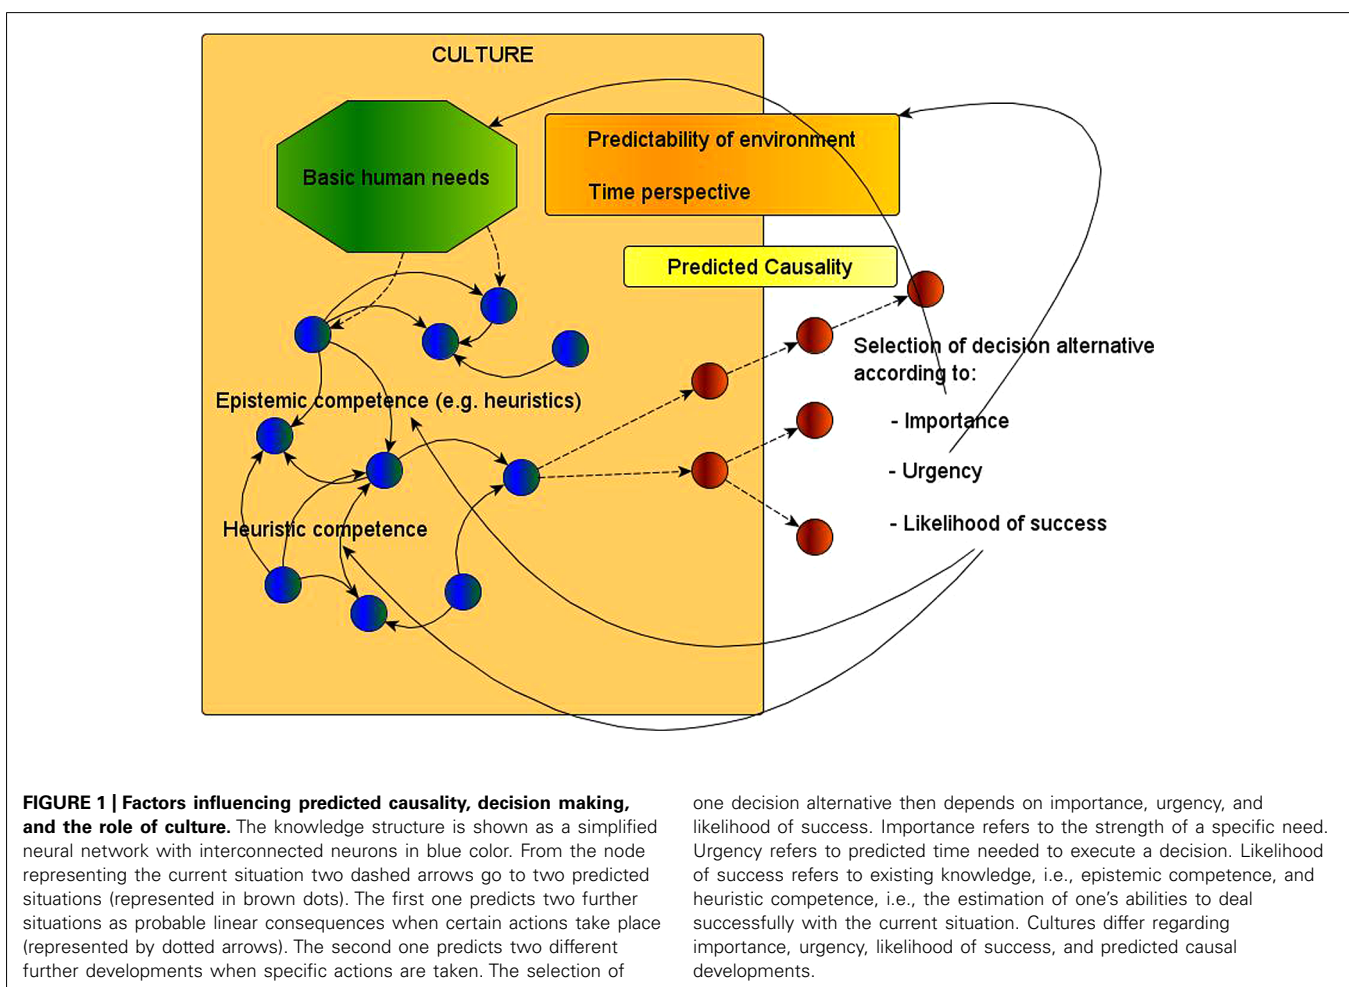 CULTURE
Basic human needs
Predictability of environment
Time perspective
Predicted Causality
Selection of decision alternative
according to:
- Importance
- Urgency
- Likelihood of success
Epistemic competence (e.g. heuristics)
Heuristic competence
FIGURE 1 | Factors influencing predicted causality, decision making,
and the role of culture. The knowledge structure is shown as a simplified
neural network with interconnected neurons in blue color. From the node
representing the current situation two dashed arrows go to two predicted
situations (represented in brown dots). The first one predicts two further
situations as probable linear consequences when certain actions take place
(represented by dotted arrows). The second one predicts two different
further developments when specific actions are taken. The selection of
one decision alternative then depends on importance, urgency, and
likelihood of success. Importance refers to the strength of a specific need.
Urgency refers to predicted time needed to execute a decision. Likelihood
of success refers to existing knowledge, i.e., epistemic competence, and
heuristic competence, i.e., the estimation of one's abilities to deal
successfully with the current situation. Cultures differ regarding
importance, urgency, likelihood of success, and predicted causal
developments.